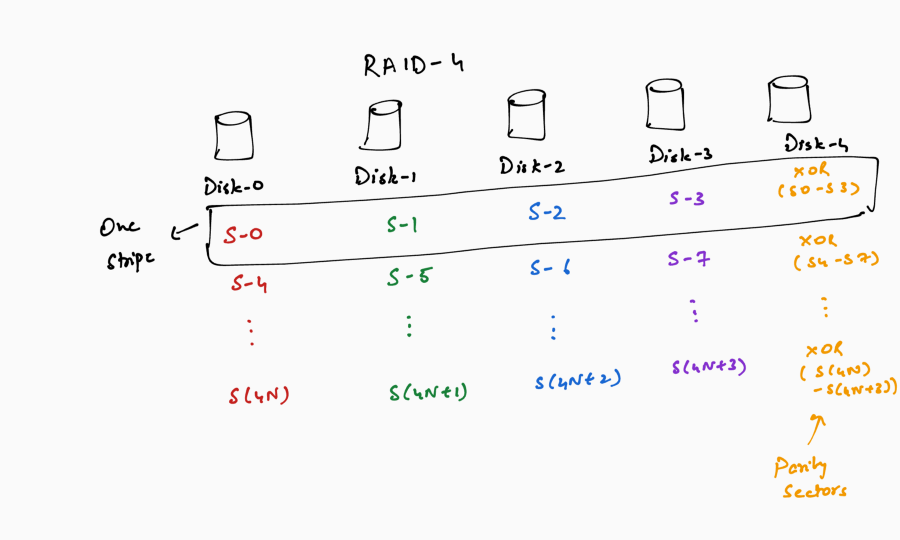 RAID-4
Disk-0 Disk-1 Disk-2 Disk-3 Disk-4
One
stripe
S-0 S-1 S-2 S-3 XOR
(S0-S3)
S-4 S-5 S-6 S-7 XOR
(S4-S7)
⋮ ⋮ ⋮ ⋮ ⋮
S(4N) S(4N+1) S(4N+2) S(4N+3) XOR
(S(4N)
-S(4N+3))
Parity
Sectors